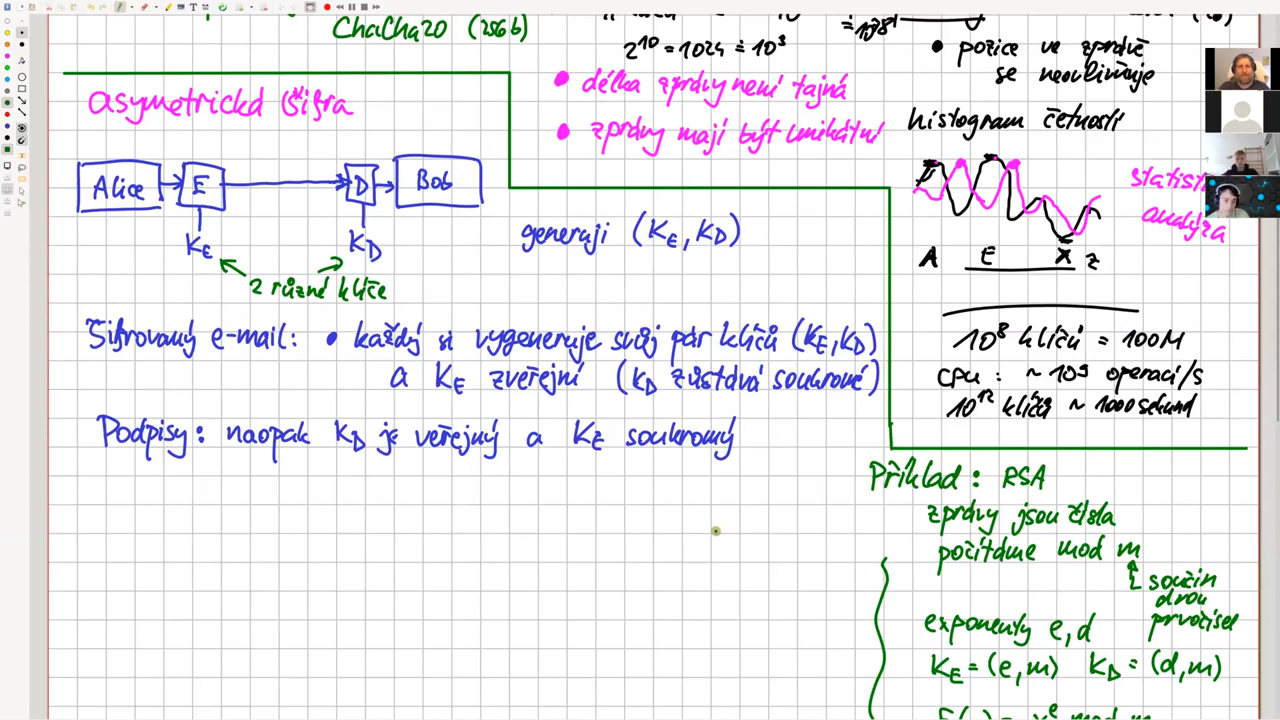 ChaCha20 (256b)
2^10 = 1024 ≐ 10^3
• pozice ve zprávě
se neovlivňuje
• délka zprávy není tajná
• zprávy mají být unikátní
asymetrická šifra
Alice E D Bob
K_E K_D
2 různé klíče
generuji (K_E, K_D)
histogram četností
analýza
A E X Z
Šifrovaný e-mail: • každý si vygeneruje svůj pár klíčů (K_E, K_D)
a K_E zveřejní (K_D zůstává soukromé)
Podpisy: naopak K_D je veřejný a K_E soukromý
10^8 klíčů = 100M
CPU: ~ 10^9 operací/s
10^12 klíčů ~ 1000 sekund
Příklad: RSA
zprávy jsou čísla
počítáme mod m
součin
dvou
prvočísel
exponenty e, d
K_E = (e, m) K_D = (d, m)